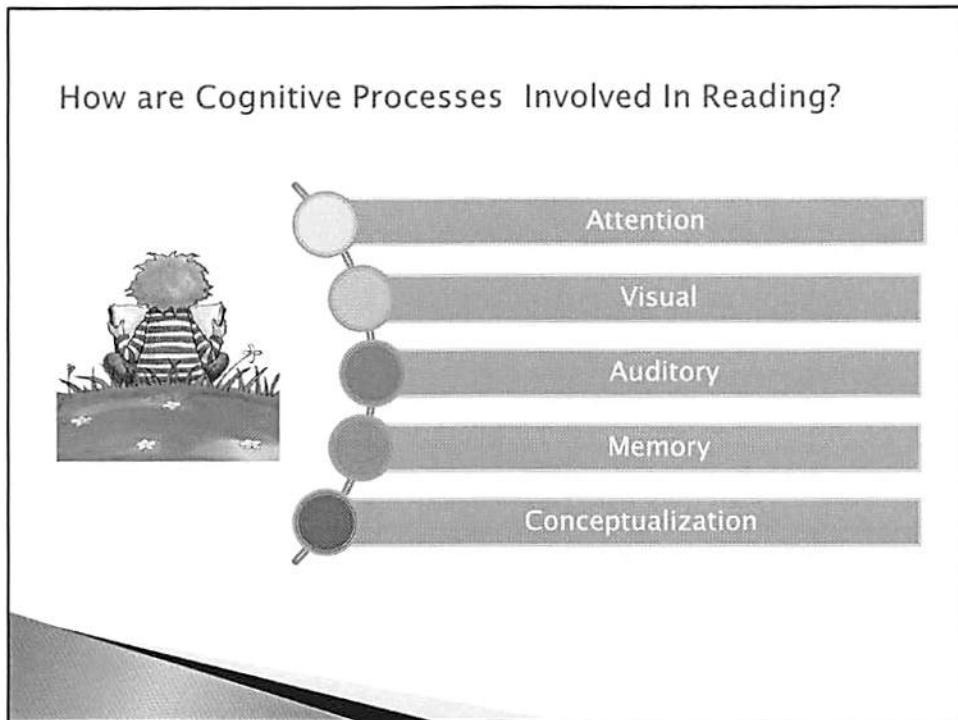 How are Cognitive Processes  Involved In Reading?
Attention
Visual
Auditory
Memory
Conceptualization